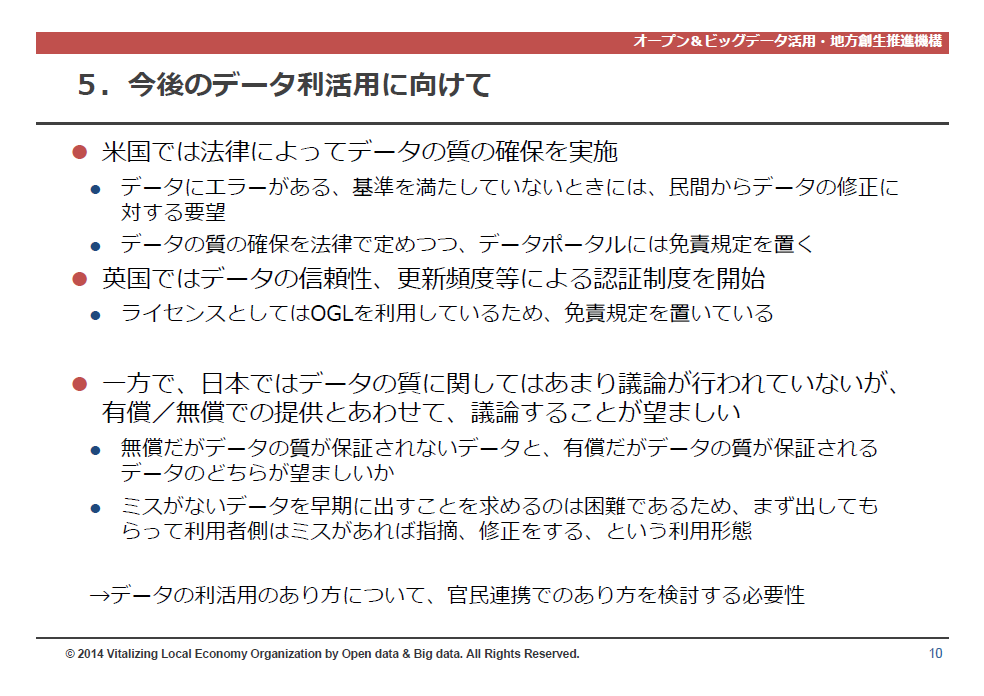 オープン＆ビッグデータ活用・地方創生推進機構
５．今後のデータ利活用に向けて
● 米国では法律によってデータの質の確保を実施
● データにエラーがある、基準を満たしていないときには、民間からデータの修正に
対する要望
● データの質の確保を法律で定めつつ、データポータルには免責規定を置く
● 英国ではデータの信頼性、更新頻度等による認証制度を開始
● ライセンスとしてはOGLを利用しているため、免責規定を置いている
● 一方で、日本ではデータの質に関してはあまり議論が行われていないが、
有償／無償での提供とあわせて、議論することが望ましい
● 無償だがデータの質が保証されないデータと、有償だがデータの質が保証される
データのどちらが望ましいか
● ミスがないデータを早期に出すことを求めるのは困難であるため、まず出しても
らって利用者側はミスがあれば指摘、修正をする、という利用形態
→データの利活用のあり方について、官民連携でのあり方を検討する必要性
© 2014 Vitalizing Local Economy Organization by Open data & Big data. All Rights Reserved.
10